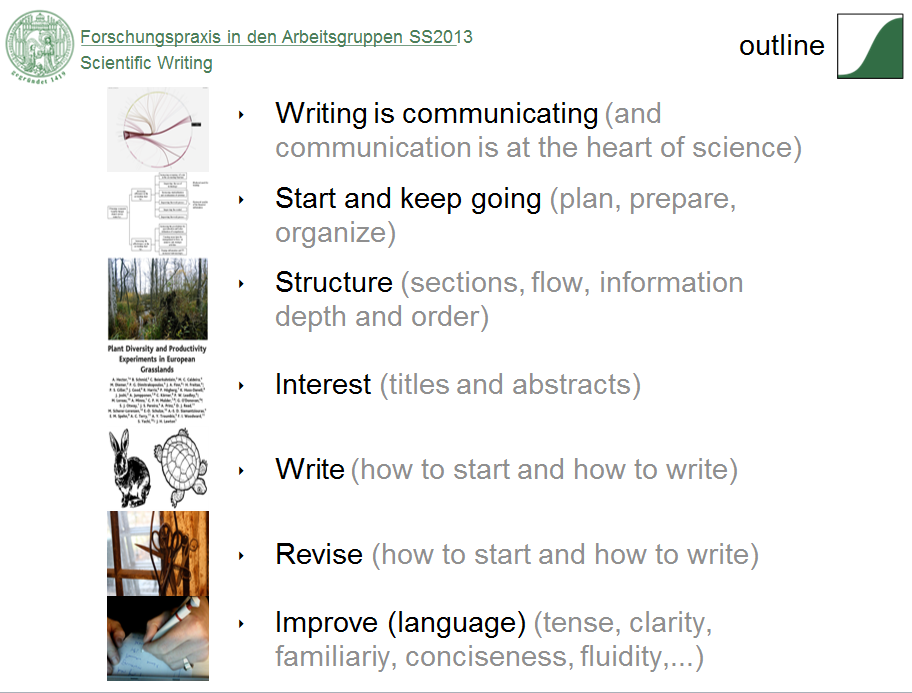 Forschungspraxis in den Arbeitsgruppen SS2013
Scientific Writing
outline
gegründet 1419
Writing is communicating (and
communication is at the heart of science)
Start and keep going (plan, prepare,
organize)
Structure (sections, flow, information
depth and order)
Plant Diversity and Productivity
Experiments in European
Grasslands
Interest (titles and abstracts)
Write (how to start and how to write)
Revise (how to start and how to write)
Improve (language) (tense, clarity,
familiariy, conciseness, fluidity,...)